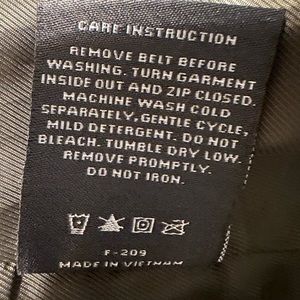 CARE INSTRUCTION
REMOVE BELT BEFORE
WASHING. TURN GARMENT
INSIDE OUT AND ZIP CLOSED.
MACHINE WASH COLD
SEPARATELY, GENTLE CYCLE,
MILD DETERGENT. DO NOT
BLEACH. TUMBLE DRY LOW.
REMOVE PROMPTLY.
DO NOT IRON.
F-209
MADE IN VIETNAM